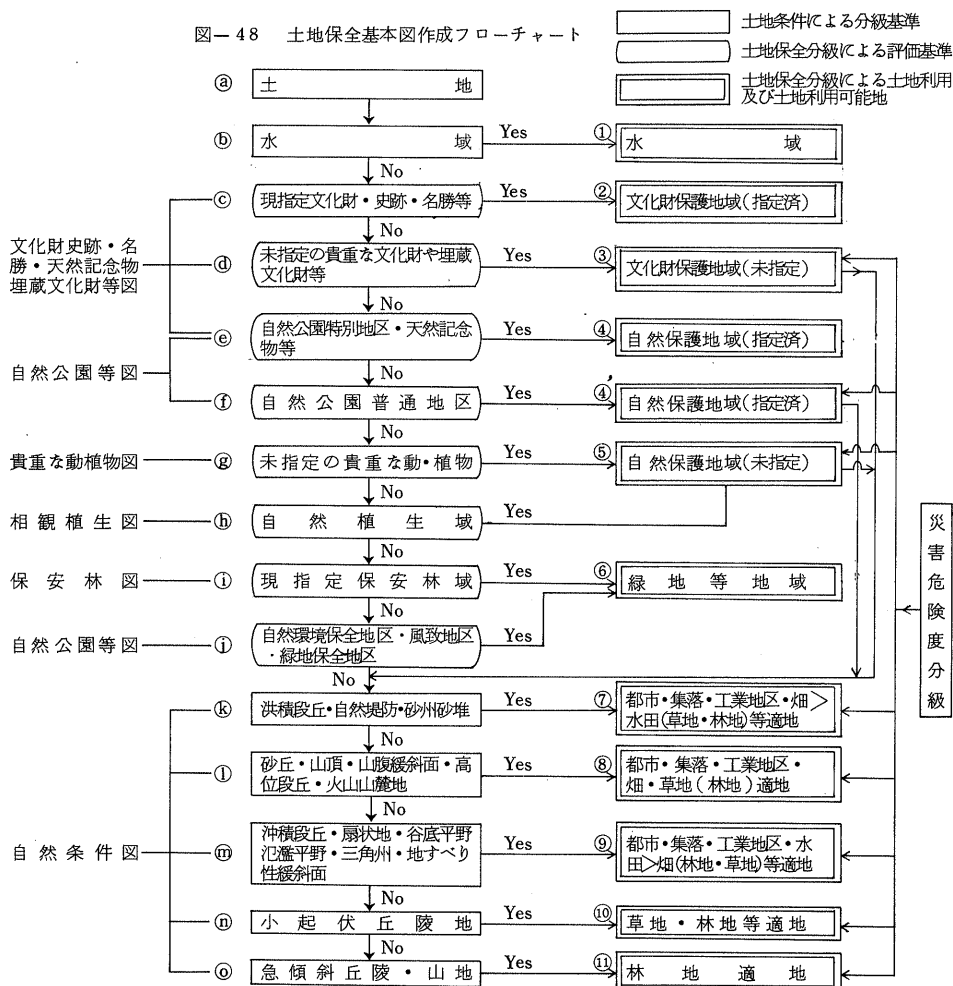 図―48　土地保全基本図作成フローチャート
土地条件による分級基準
土地保全分級による評価基準
土地保全分級による土地利用
及び土地利用可能地
ⓐ 土地
ⓑ 水域 Yes ① 水域
No
ⓒ 現指定文化財・史跡・名勝等 Yes ② 文化財保護地域(指定済)
No
文化財史跡・名
勝・天然記念物
埋蔵文化財等図
ⓓ 未指定の貴重な文化財や埋蔵
文化財等
Yes ③ 文化財保護地域(未指定)
No
ⓔ 自然公園特別地区・天然記念
物等
Yes ④ 自然保護地域(指定済)
自然公園等図
No
ⓕ 自然公園普通地区 Yes ④' 自然保護地域(指定済)
No
貴重な動植物図 ⓖ 未指定の貴重な動・植物 Yes ⑤ 自然保護地域(未指定)
No
相観植生図 ⓗ 自然植生域 Yes
No
保安林図 ⓘ 現指定保安林域 Yes ⑥ 緑地等地域
No
自然公園等図 ⓙ 自然環境保全地区・風致地区
・緑地保全地区
Yes
No
ⓚ 洪積段丘・自然堤防・砂州砂堆 Yes ⑦ 都市・集落・工業地区・畑>
水田(草地・林地)等適地
No
ⓛ 砂丘・山頂・山腹緩斜面・高
位段丘・火山山麓地
Yes ⑧ 都市・集落・工業地区・
畑・草地(林地)適地
No
自然条件図
ⓜ 沖積段丘・扇状地・谷底平野
氾濫平野・三角州・地すべり
性緩斜面
Yes ⑨ 都市・集落・工業地区・水
田>畑(林地・草地)等適地
No
ⓝ 小起伏丘陵地 Yes ⑩ 草地・林地等適地
No
ⓞ 急傾斜丘陵・山地 Yes ⑪ 林地適地
災害危険度分級